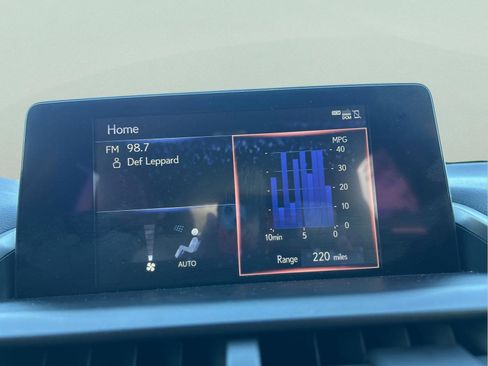 Home
DCM
FM 98.7
Def Leppard
MPG
40
30
20
10
0
10min 5 0
AUTO
Range 220 miles